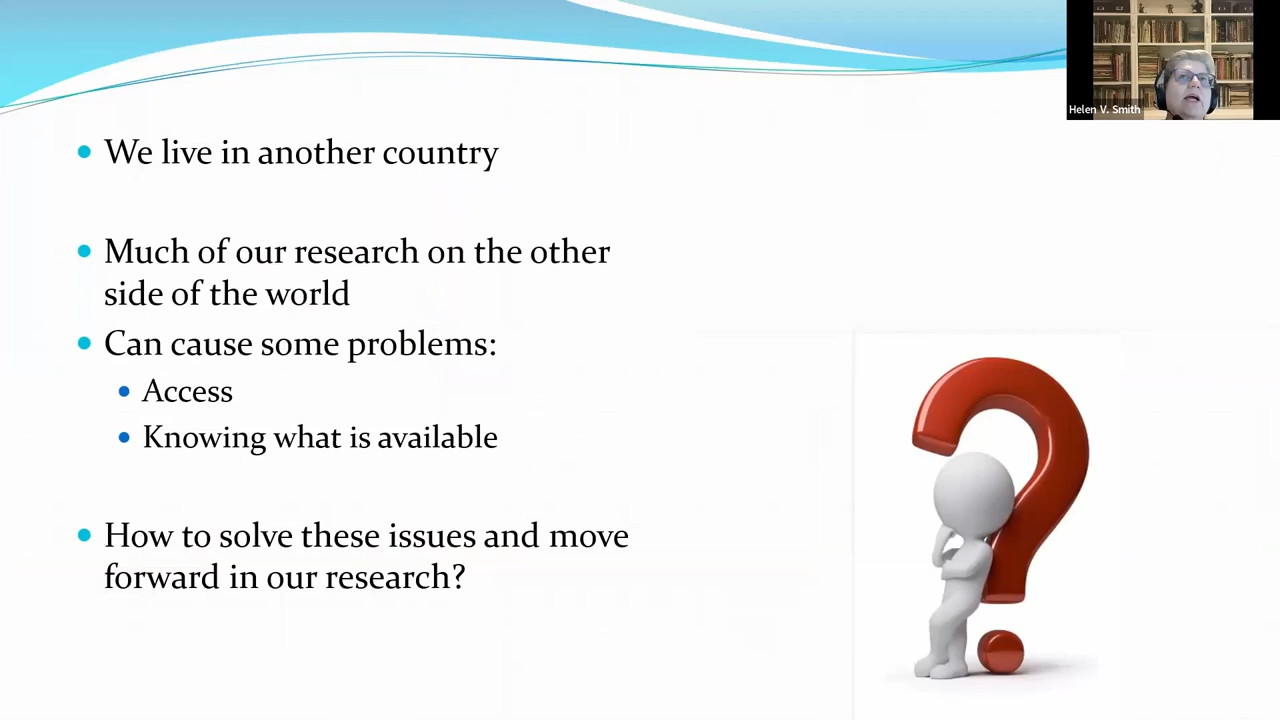 Helen V. Smith
We live in another country
Much of our research on the other
side of the world
Can cause some problems:
Access
Knowing what is available
How to solve these issues and move
forward in our research?